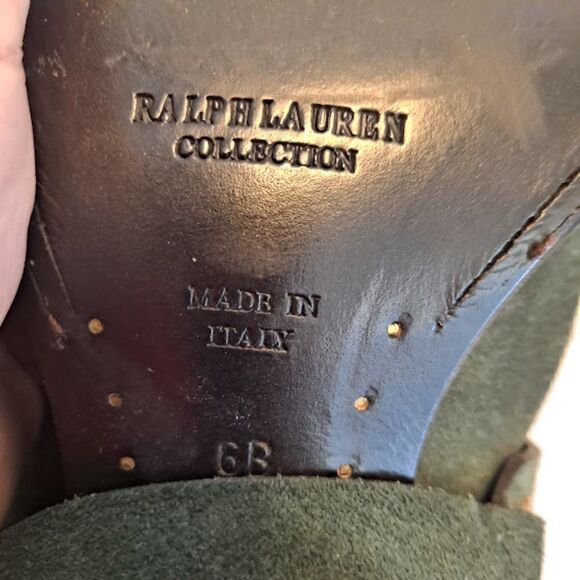 RALPH LAUREN
COLLECTION
MADE IN
ITALY
6B